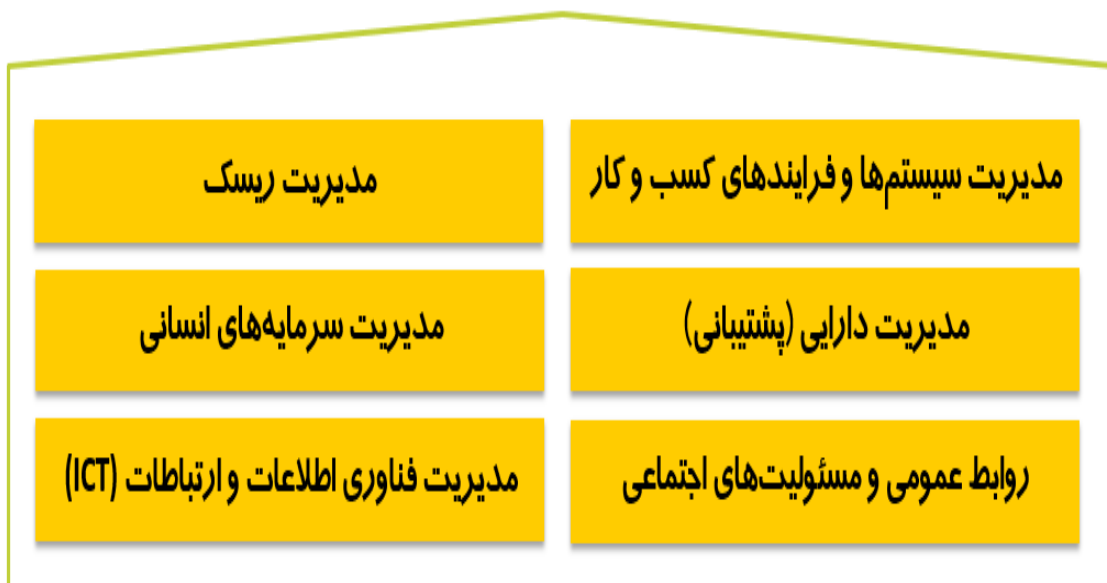 مدیریت سیستم‌ها و فرایندهای کسب و کار
مدیریت ریسک
مدیریت دارایی (پشتیبانی)
مدیریت سرمایه‌های انسانی
روابط عمومی و مسئولیت‌های اجتماعی
مدیریت فناوری اطلاعات و ارتباطات (ICT)